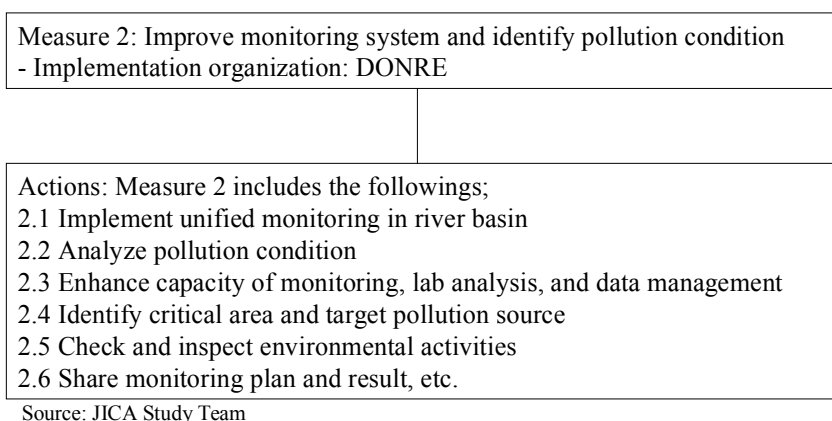 Measure 2: Improve monitoring system and identify pollution condition
- Implementation organization: DONRE
Actions: Measure 2 includes the followings;
2.1 Implement unified monitoring in river basin
2.2 Analyze pollution condition
2.3 Enhance capacity of monitoring, lab analysis, and data management
2.4 Identify critical area and target pollution source
2.5 Check and inspect environmental activities
2.6 Share monitoring plan and result, etc.
Source: JICA Study Team